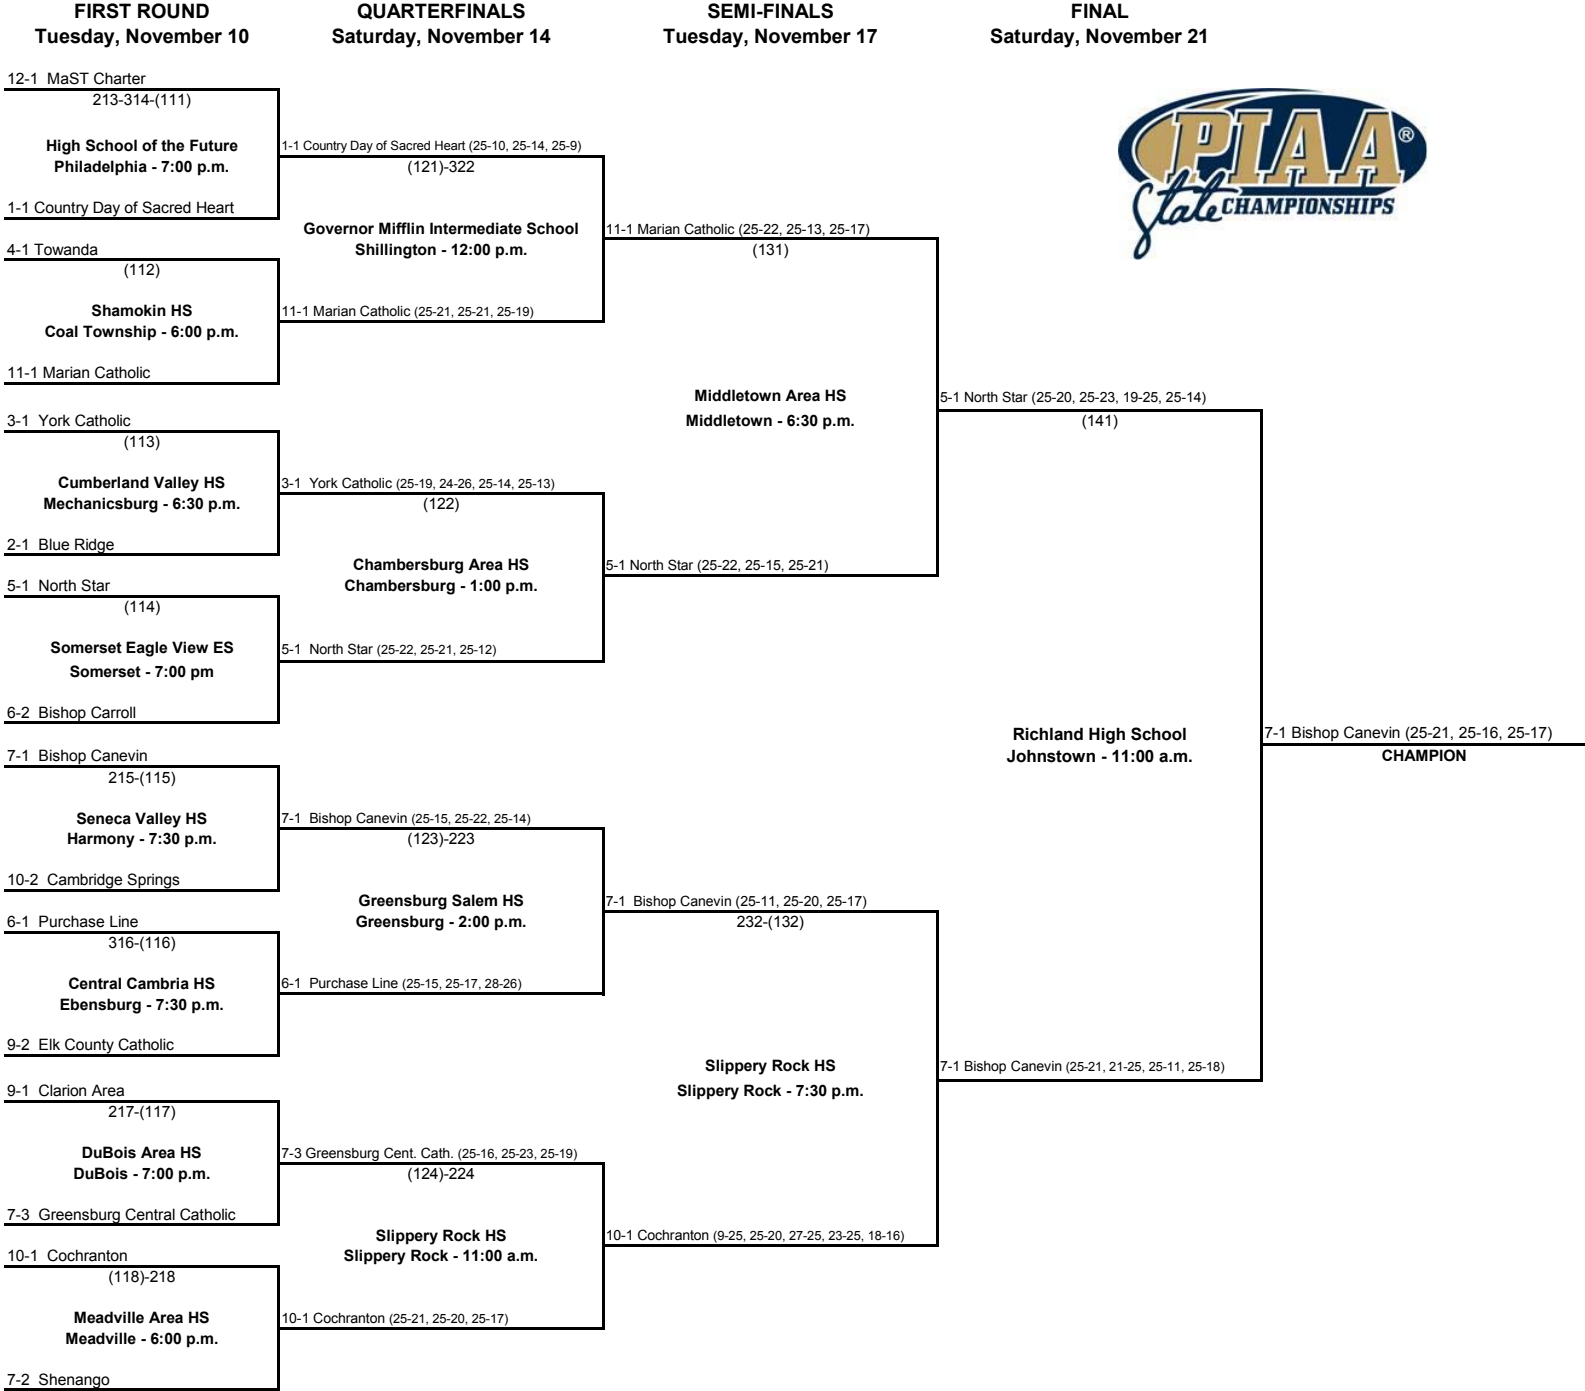 FIRST ROUND
Tuesday, November 10
QUARTERFINALS
Saturday, November 14
SEMI-FINALS
Tuesday, November 17
FINAL
Saturday, November 21
PIAA®
State CHAMPIONSHIPS
12-1 MaST Charter
213-314-(111)
High School of the Future
Philadelphia - 7:00 p.m.
1-1 Country Day of Sacred Heart
4-1 Towanda
(112)
Shamokin HS
Coal Township - 6:00 p.m.
11-1 Marian Catholic
3-1 York Catholic
(113)
Cumberland Valley HS
Mechanicsburg - 6:30 p.m.
2-1 Blue Ridge
5-1 North Star
(114)
Somerset Eagle View ES
Somerset - 7:00 pm
6-2 Bishop Carroll
7-1 Bishop Canevin
215-(115)
Seneca Valley HS
Harmony - 7:30 p.m.
10-2 Cambridge Springs
6-1 Purchase Line
316-(116)
Central Cambria HS
Ebensburg - 7:30 p.m.
9-2 Elk County Catholic
9-1 Clarion Area
217-(117)
DuBois Area HS
DuBois - 7:00 p.m.
7-3 Greensburg Central Catholic
10-1 Cochranton
(118)-218
Meadville Area HS
Meadville - 6:00 p.m.
7-2 Shenango
1-1 Country Day of Sacred Heart (25-10, 25-14, 25-9)
(121)-322
Governor Mifflin Intermediate School
Shillington - 12:00 p.m.
11-1 Marian Catholic (25-21, 25-21, 25-19)
3-1 York Catholic (25-19, 24-26, 25-14, 25-13)
(122)
Chambersburg Area HS
Chambersburg - 1:00 p.m.
5-1 North Star (25-22, 25-21, 25-12)
7-1 Bishop Canevin (25-15, 25-22, 25-14)
(123)-223
Greensburg Salem HS
Greensburg - 2:00 p.m.
6-1 Purchase Line (25-15, 25-17, 28-26)
7-3 Greensburg Cent. Cath. (25-16, 25-23, 25-19)
(124)-224
Slippery Rock HS
Slippery Rock - 11:00 a.m.
10-1 Cochranton (25-21, 25-20, 25-17)
11-1 Marian Catholic (25-22, 25-13, 25-17)
(131)
Middletown Area HS
Middletown - 6:30 p.m.
5-1 North Star (25-22, 25-15, 25-21)
7-1 Bishop Canevin (25-11, 25-20, 25-17)
232-(132)
Slippery Rock HS
Slippery Rock - 7:30 p.m.
10-1 Cochranton (9-25, 25-20, 27-25, 23-25, 18-16)
5-1 North Star (25-20, 25-23, 19-25, 25-14)
(141)
Richland High School
Johnstown - 11:00 a.m.
7-1 Bishop Canevin (25-21, 21-25, 25-11, 25-18)
7-1 Bishop Canevin (25-21, 25-16, 25-17)
CHAMPION